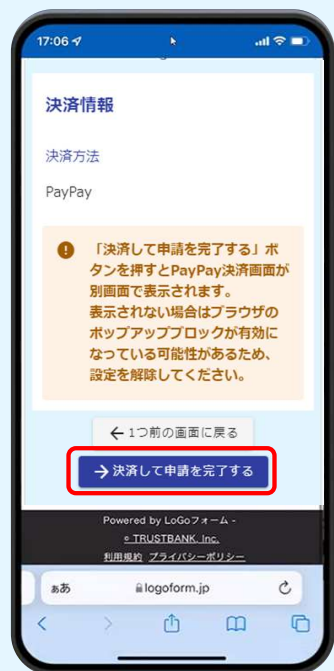 17:06
決済情報
決済方法
PayPay
「決済して申請を完了する」ボ
タンを押すとPayPay決済画面が
別画面で表示されます。
表示されない場合はブラウザの
ポップアップブロックが有効に
なっている可能性があるため、
設定を解除してください。
← 1つ前の画面に戻る
→ 決済して申請を完了する
Powered by LoGoフォーム -
© TRUSTBANK, Inc.
利用規約 プライバシーポリシー
ぁあ logoform.jp